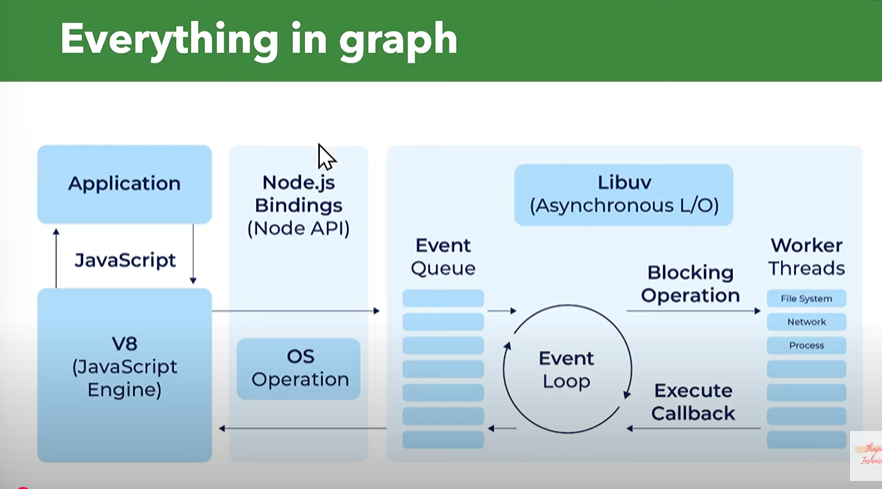 Everything in graph
Application
JavaScript
V8
(JavaScript
Engine)
Node.js
Bindings
(Node API)
OS
Operation
Libuv
(Asynchronous L/O)
Event
Queue
Event
Loop
Blocking
Operation
Execute
Callback
Worker
Threads
File System
Network
Process